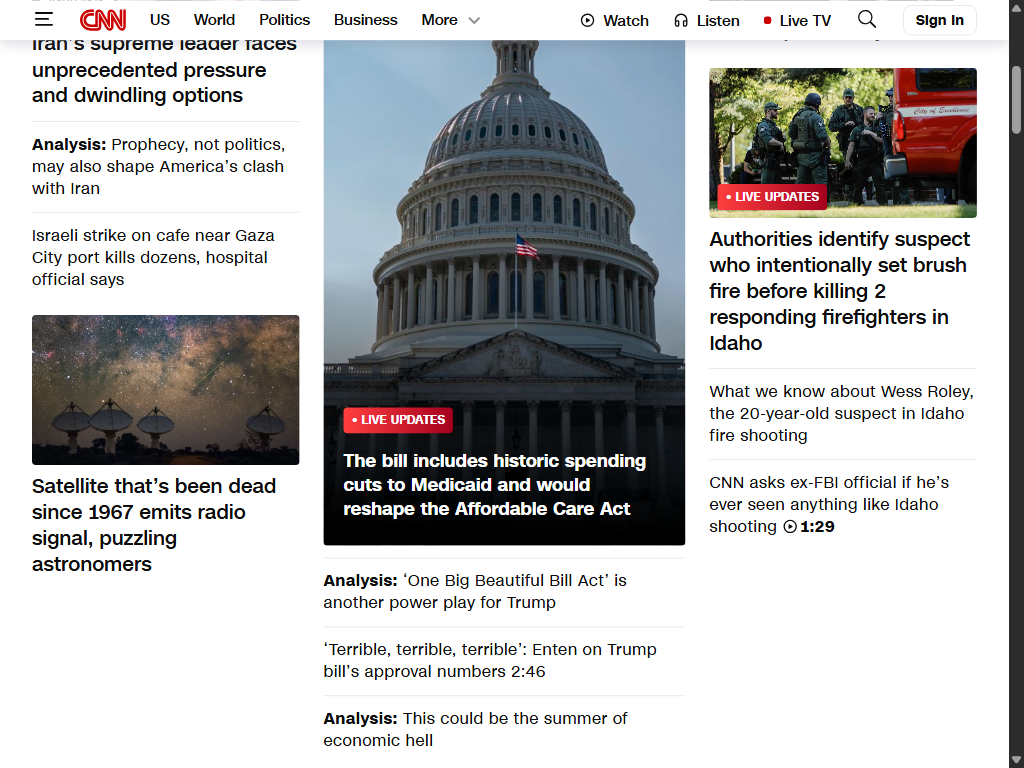 CNN
US
World
Politics
Business
More
Watch
Listen
Live TV
Sign In
Iran’s supreme leader faces
unprecedented pressure
and dwindling options
Analysis: Prophecy, not politics,
may also shape America’s clash
with Iran
Israeli strike on cafe near Gaza
City port kills dozens, hospital
official says
Satellite that’s been dead
since 1967 emits radio
signal, puzzling
astronomers
• LIVE UPDATES
The bill includes historic spending
cuts to Medicaid and would
reshape the Affordable Care Act
Analysis: ‘One Big Beautiful Bill Act’ is
another power play for Trump
‘Terrible, terrible, terrible’: Enten on Trump
bill’s approval numbers 2:46
Analysis: This could be the summer of
economic hell
City of Excellence
• LIVE UPDATES
Authorities identify suspect
who intentionally set brush
fire before killing 2
responding firefighters in
Idaho
What we know about Wess Roley,
the 20-year-old suspect in Idaho
fire shooting
CNN asks ex-FBI official if he’s
ever seen anything like Idaho
shooting 1:29